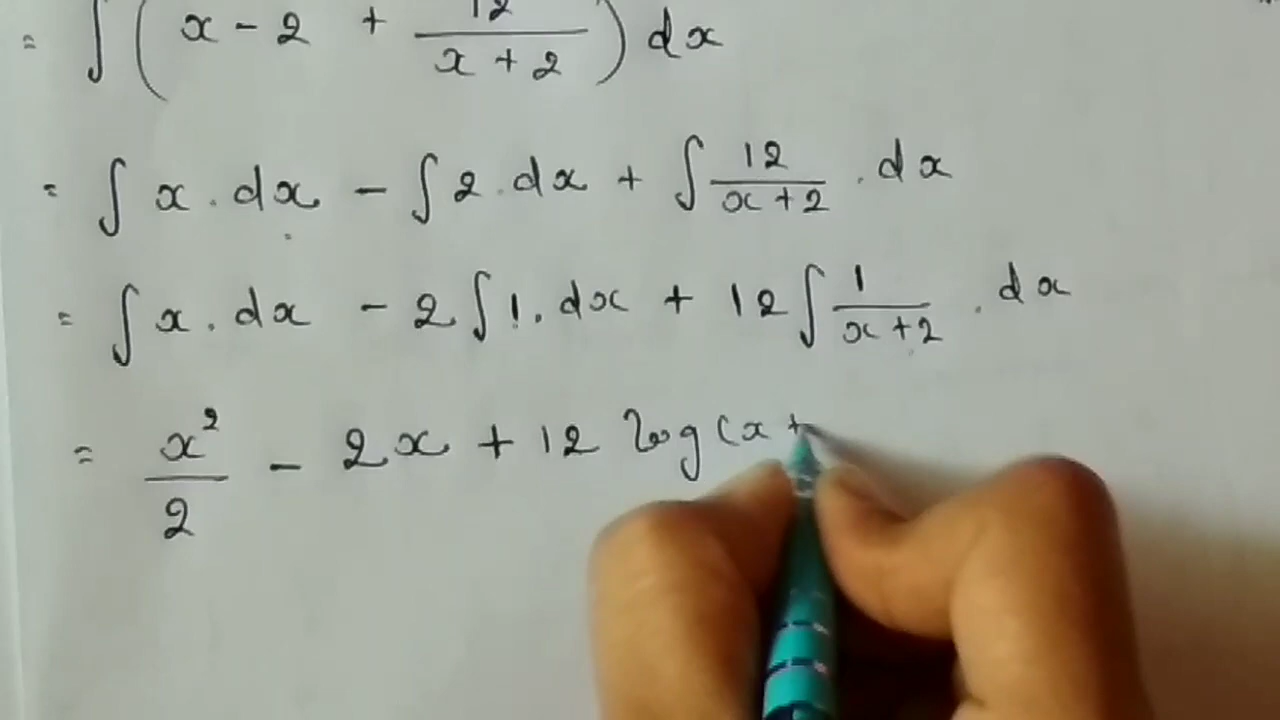 = ∫ ( x - 2 + 12/(x + 2) ) dx
= ∫ x . dx - ∫ 2 . dx + ∫ 12/(x + 2) . dx
= ∫ x . dx - 2 ∫ 1 . dx + 12 ∫ 1/(x + 2) . dx
= x²/2 - 2x + 12 log (x +